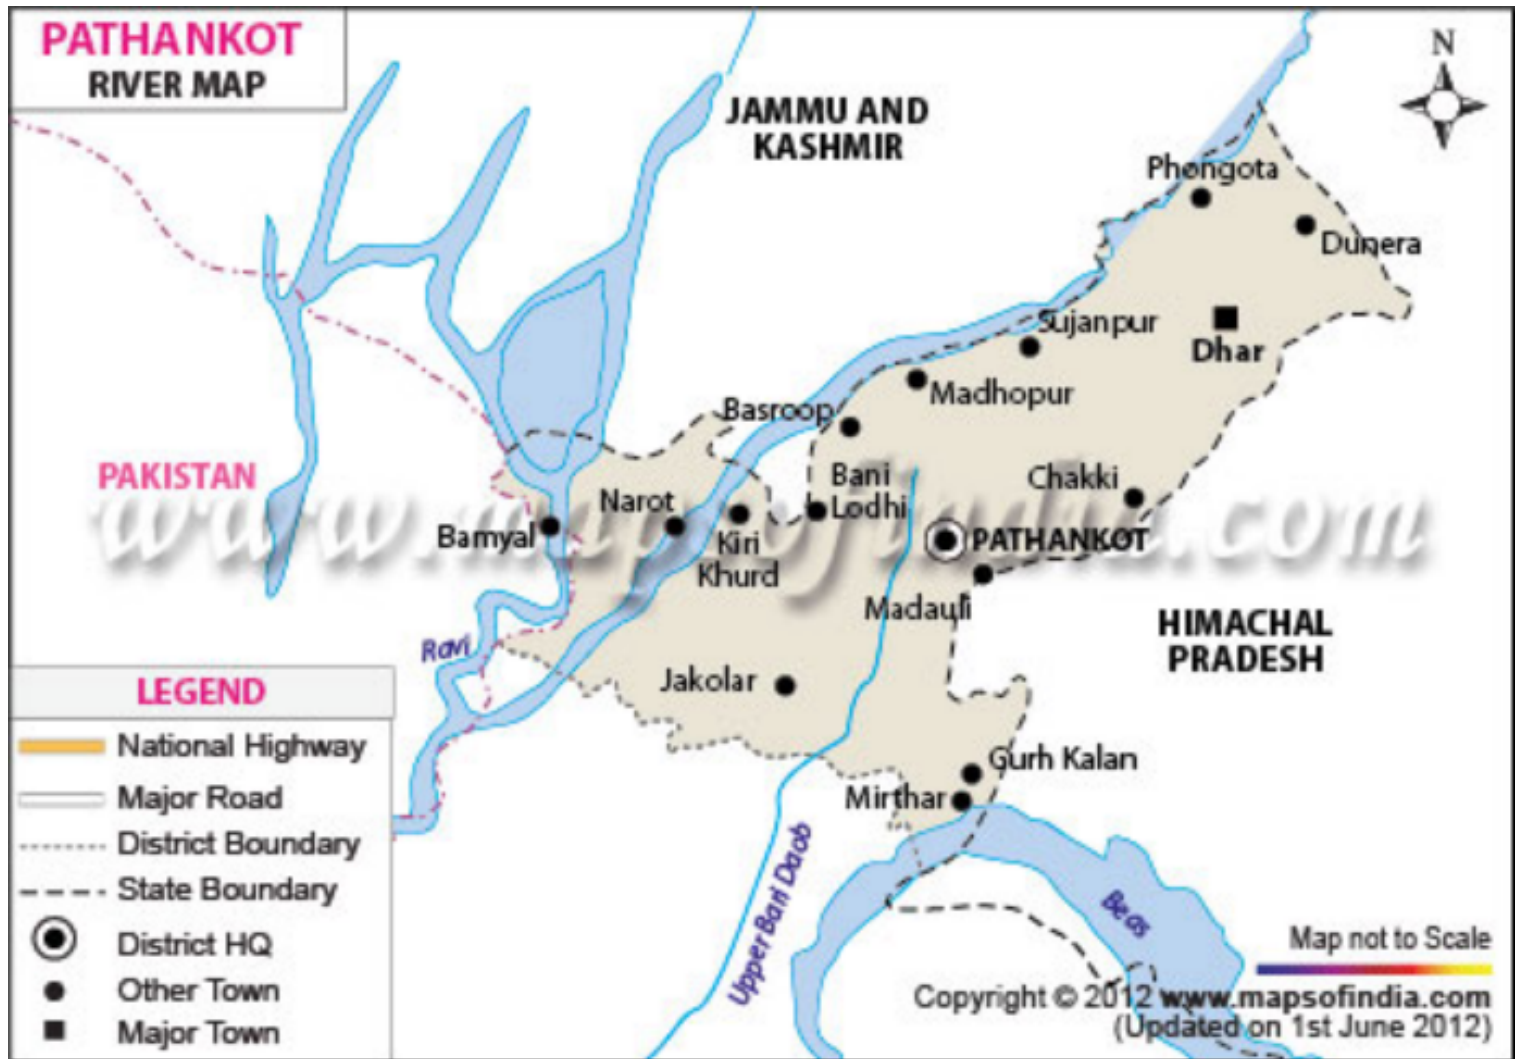 PATHANKOT
RIVER MAP
N
JAMMU AND
KASHMIR
Phongota
Dunera
Sujanpur
Dhar
Madhopur
Basroop
PAKISTAN
Bani
Lodhi
Chakki
Narot
www.mapsofindia.com
Bamyal
Kiri
Khurd
PATHANKOT
Madauli
HIMACHAL
PRADESH
Ravi
Jakolar
LEGEND
National Highway
Major Road
District Boundary
State Boundary
District HQ
Other Town
Major Town
Gurh Kalan
Mirthar
Upper Bari Daob
Beas
Map not to Scale
Copyright © 2012 www.mapsofindia.com
(Updated on 1st June 2012)